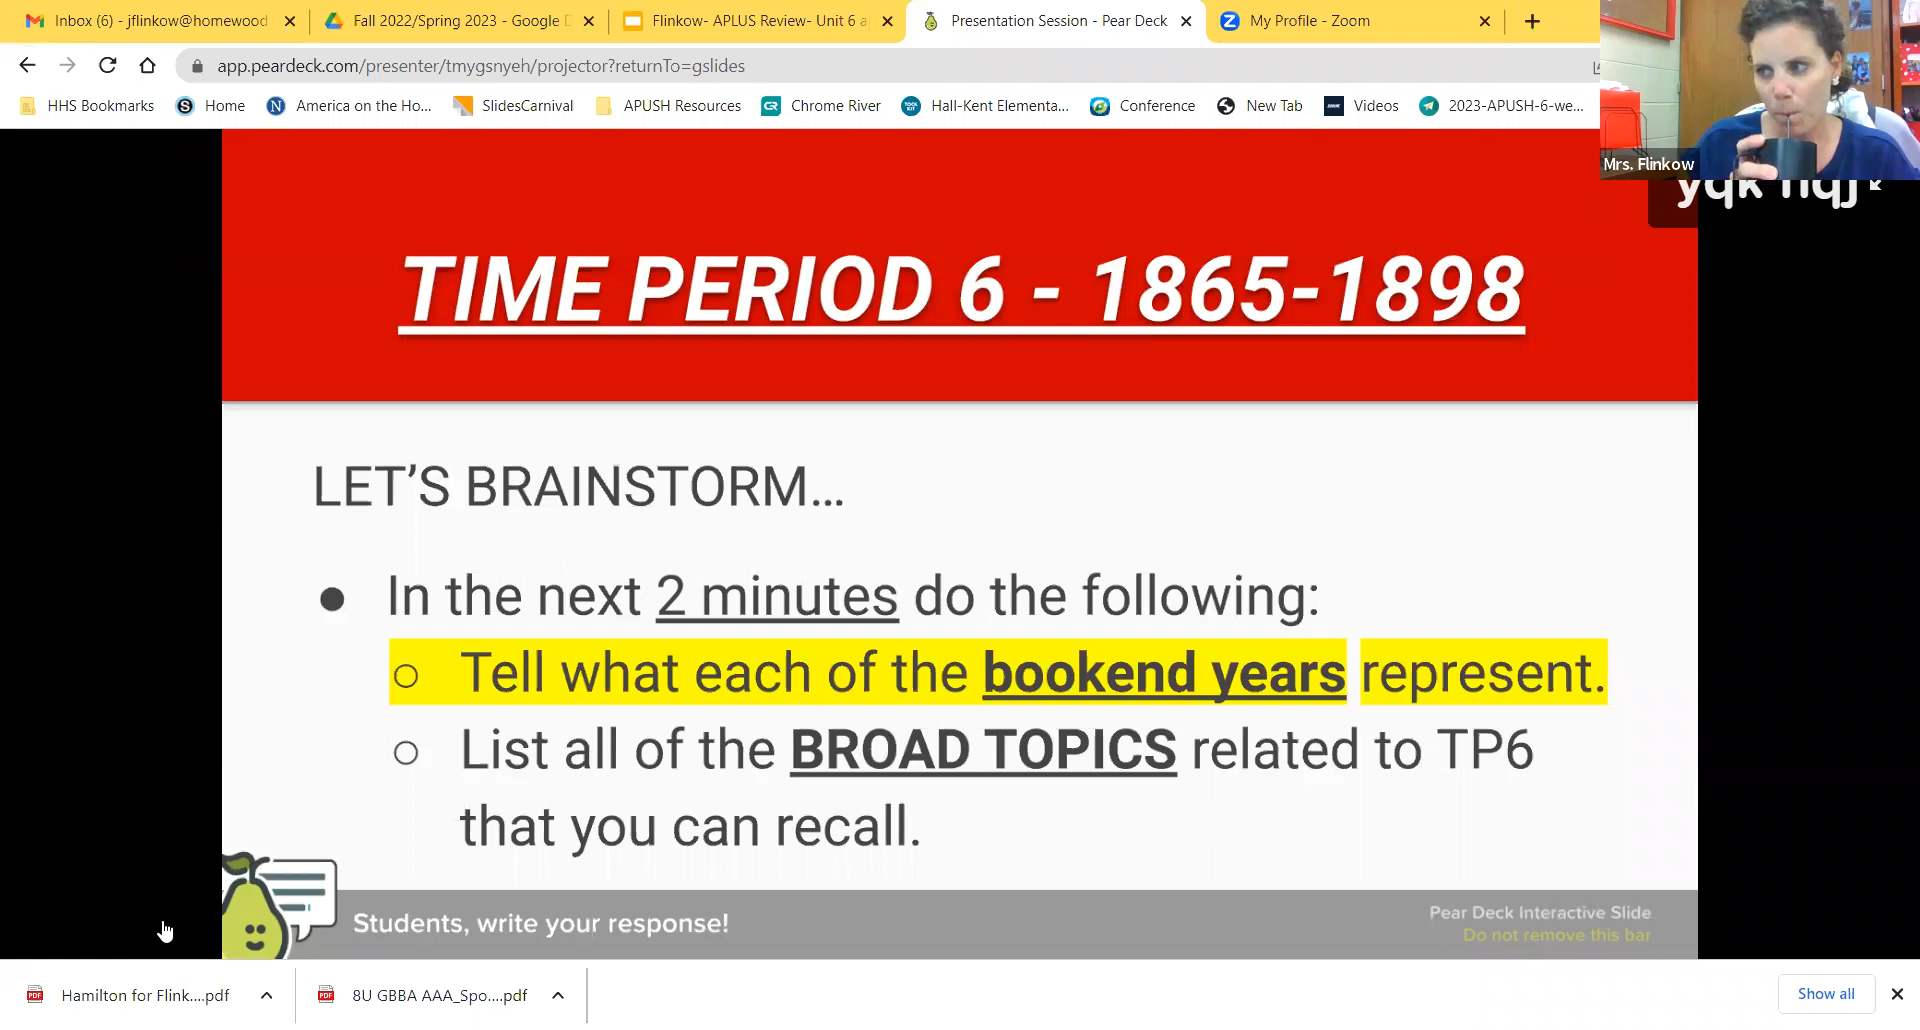 Inbox (6) - jflinkow@homewood
Fall 2022/Spring 2023 - Google D
Flinkow- APLUS Review- Unit 6 a
Presentation Session - Pear Deck
My Profile - Zoom
app.peardeck.com/presenter/tmygsnyeh/projector?returnTo=gslides
HHS Bookmarks
Home
America on the Ho...
SlidesCarnival
APUSH Resources
Chrome River
Hall-Kent Elementa...
Conference
New Tab
Videos
2023-APUSH-6-we...
Mrs. Flinkow
TIME PERIOD 6 - 1865-1898
LET’S BRAINSTORM…
● In the next 2 minutes do the following:
○ Tell what each of the bookend years represent.
○ List all of the BROAD TOPICS related to TP6
that you can recall.
Students, write your response!
Pear Deck Interactive Slide
Do not remove this bar
Hamilton for Flink....pdf
8U GBBA AAA_Spo....pdf
Show all